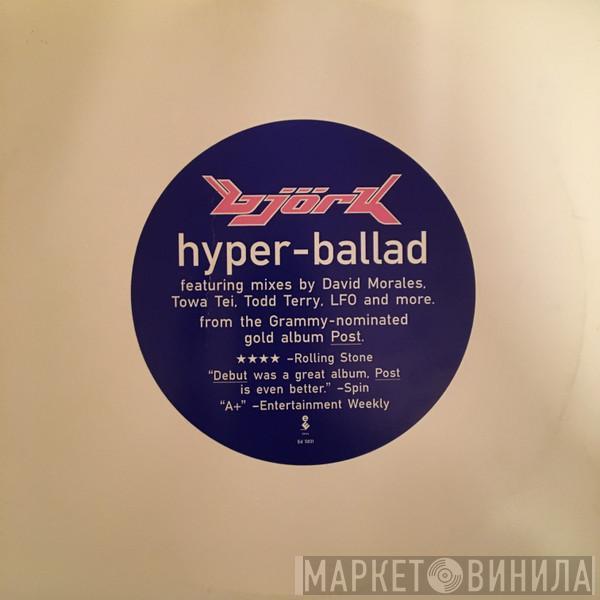 björk
hyper-ballad
featuring mixes by David Morales,
Towa Tei, Todd Terry, LFO and more.
from the Grammy-nominated
gold album Post.
★★★★ –Rolling Stone
“Debut was a great album, Post
is even better.” –Spin
“A+” –Entertainment Weekly
МАРКЕТ ВИНИЛА